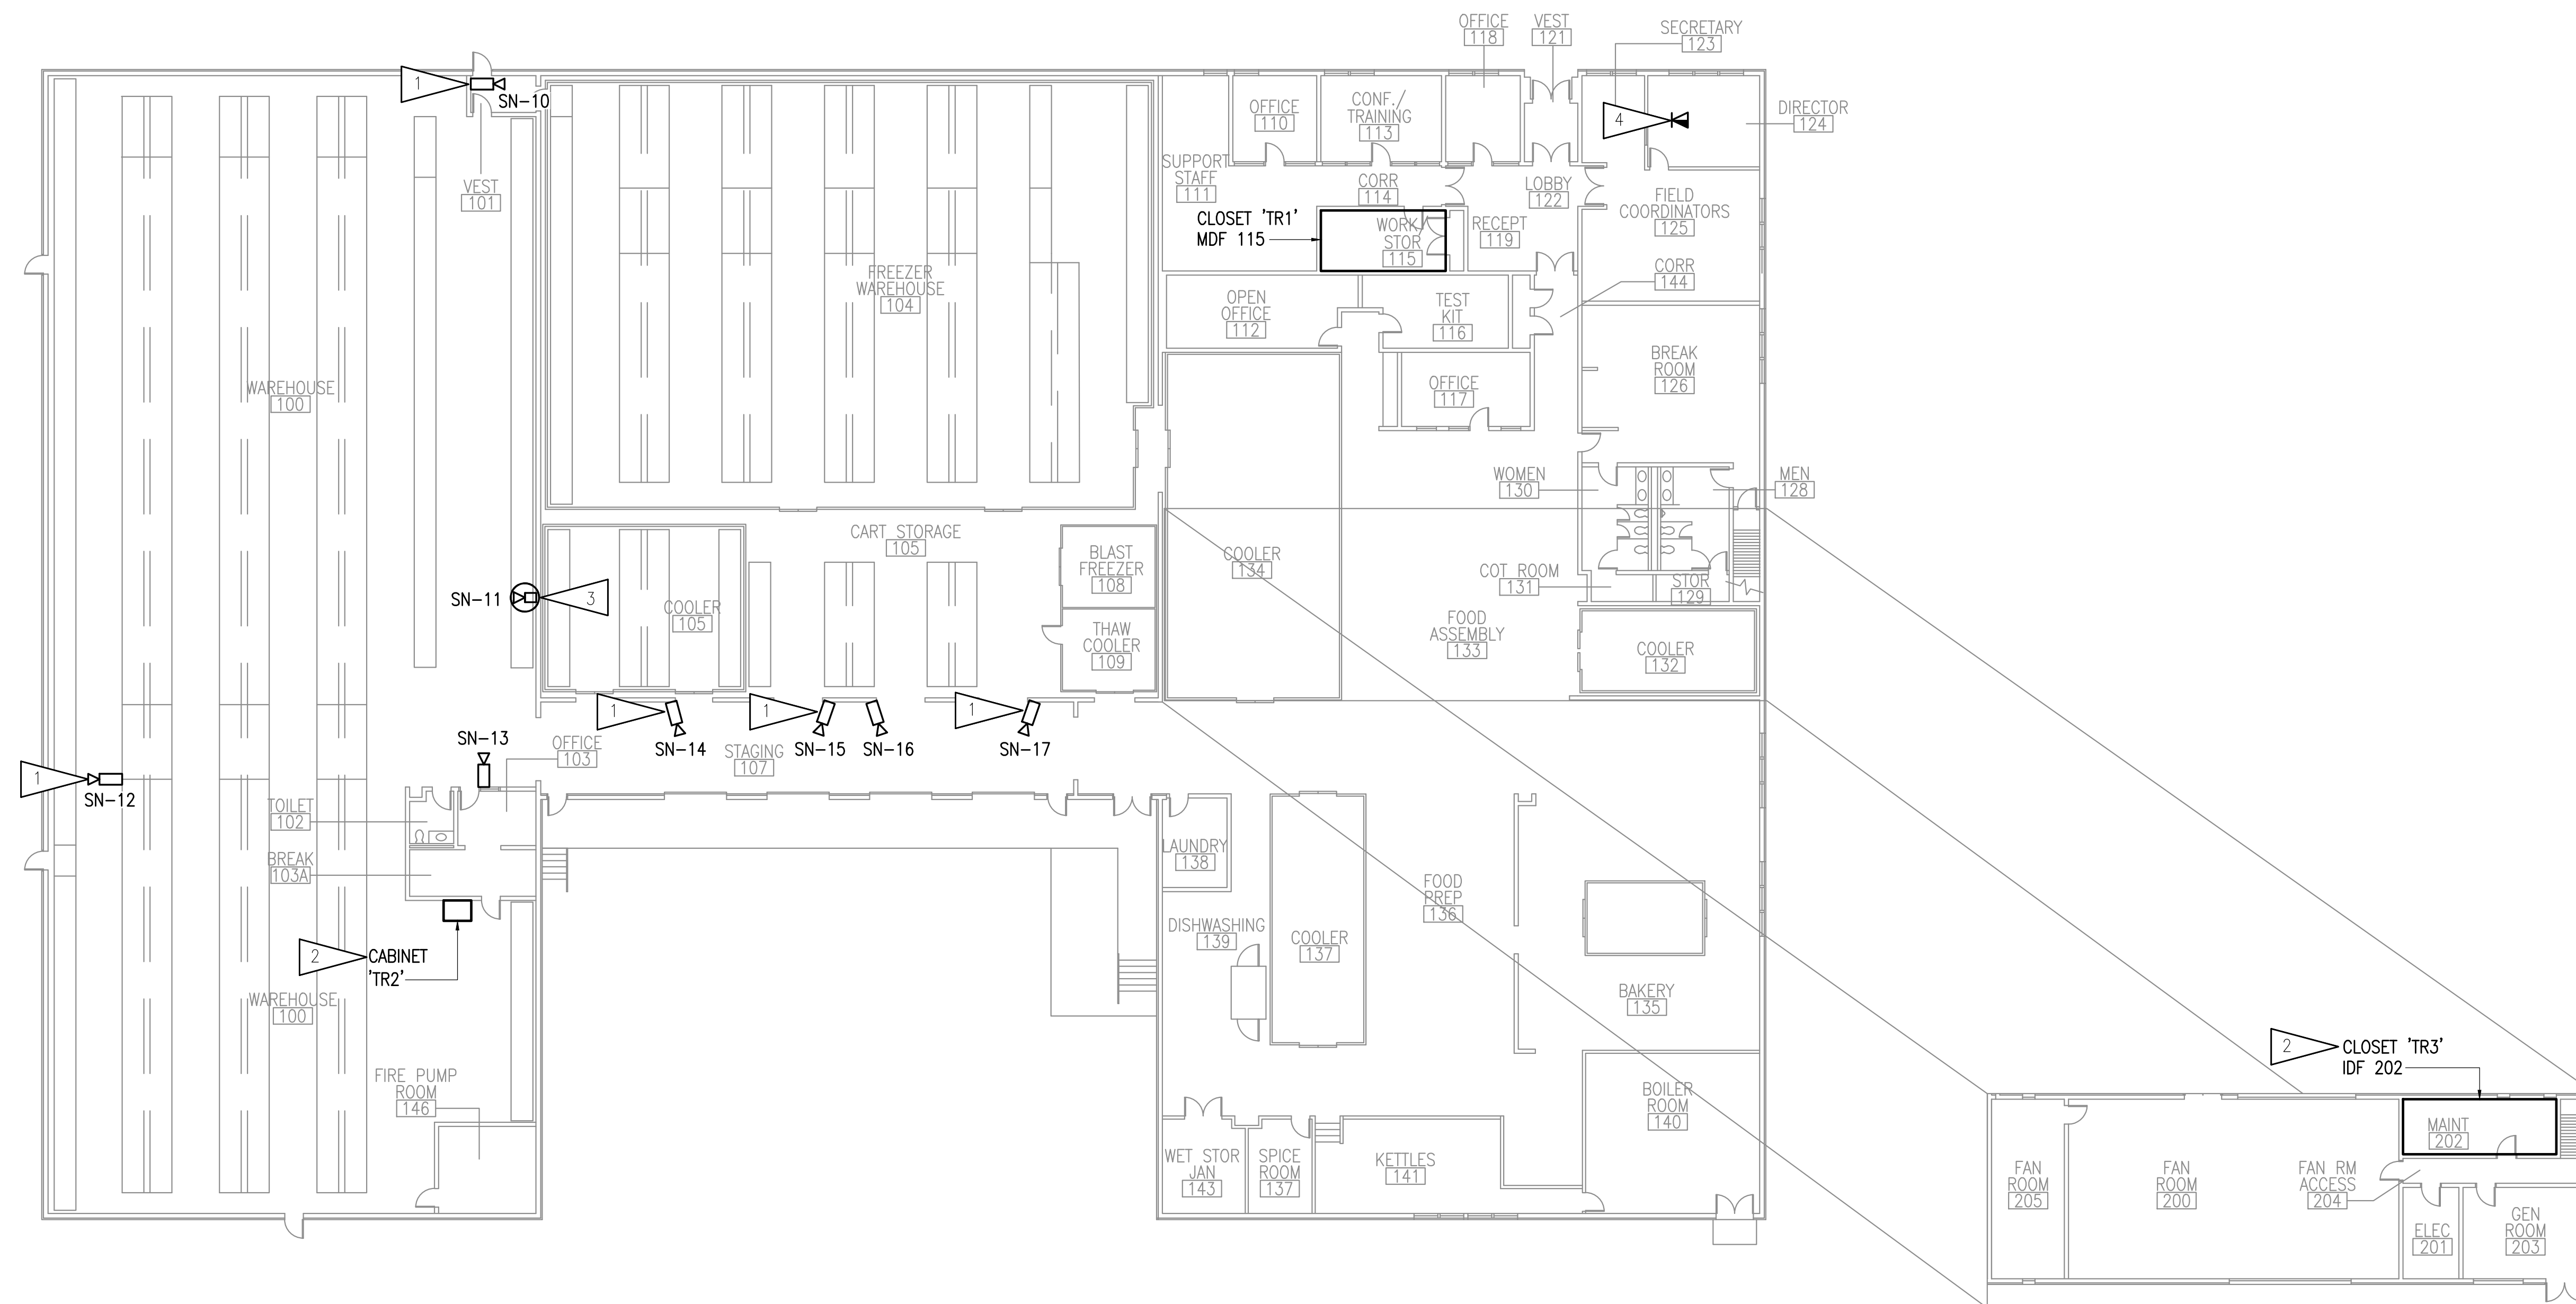 OFFICE
118
VEST
121
SECRETARY
123
1
SN-10
OFFICE
110
CONF./
TRAINING
113
4
DIRECTOR
124
VEST
101
SUPPORT
STAFF
111
CORR
114
LOBBY
122
FIELD
COORDINATORS
125
CLOSET 'TR1'
MDF 115
WORK/
STOR
115
RECEPT
119
FREEZER
WAREHOUSE
104
CORR
144
OPEN
OFFICE
112
TEST
KIT
116
WAREHOUSE
100
OFFICE
117
BREAK
ROOM
126
WOMEN
130
MEN
128
CART STORAGE
105
BLAST
FREEZER
108
COOLER
134
COT ROOM
131
STOR
129
SN-11
3
COOLER
105
THAW
COOLER
109
FOOD
ASSEMBLY
133
COOLER
132
1
1
1
SN-13
OFFICE
103
SN-14
STAGING
107
SN-15
SN-16
SN-17
1
SN-12
TOILET
102
BREAK
103A
LAUNDRY
138
FOOD
PREP
136
DISHWASHING
139
COOLER
137
2
CABINET
'TR2'
WAREHOUSE
100
BAKERY
135
FIRE PUMP
ROOM
146
BOILER
ROOM
140
2
CLOSET 'TR3'
IDF 202
WET STOR
JAN
143
SPICE
ROOM
137
KETTLES
141
MAINT
202
FAN
ROOM
205
FAN
ROOM
200
FAN RM
ACCESS
204
ELEC
201
GEN
ROOM
203